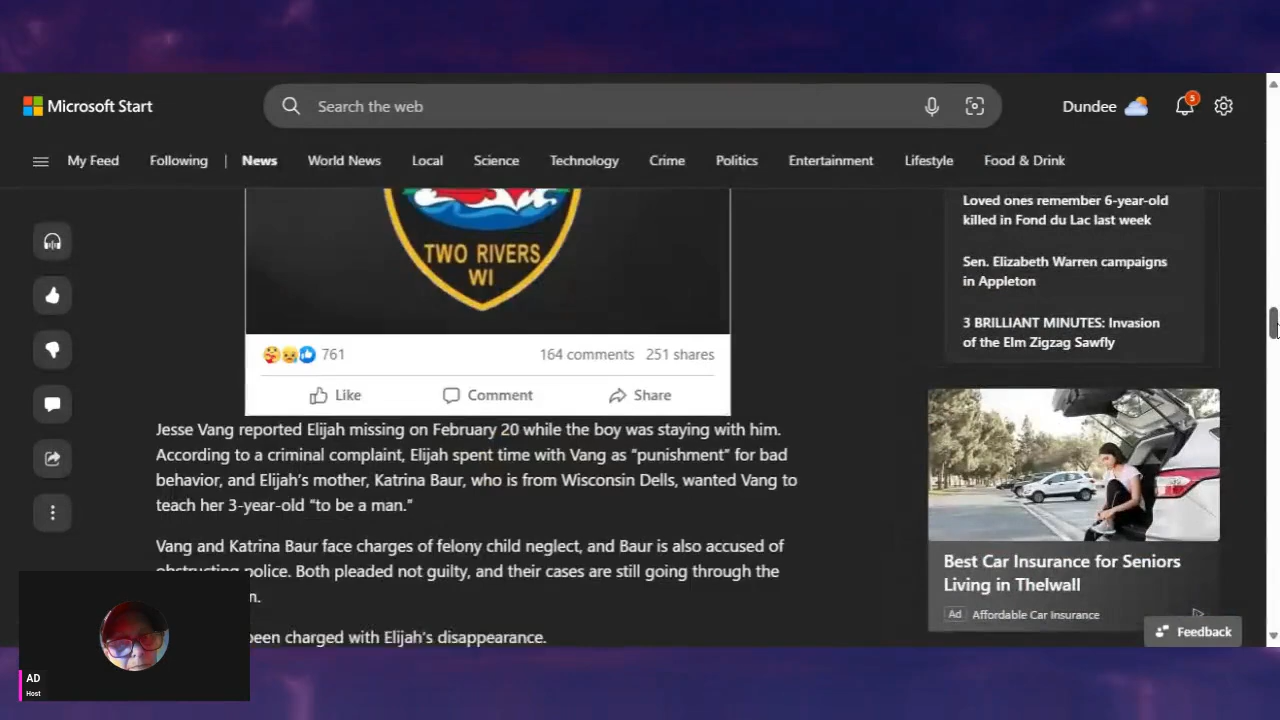 Microsoft Start
Search the web
Dundee
5
My Feed
Following
News
World News
Local
Science
Technology
Crime
Politics
Entertainment
Lifestyle
Food & Drink
TWO RIVERS
WI
761
164 comments 251 shares
Like
Comment
Share
Jesse Vang reported Elijah missing on February 20 while the boy was staying with him.
According to a criminal complaint, Elijah spent time with Vang as “punishment” for bad
behavior, and Elijah’s mother, Katrina Baur, who is from Wisconsin Dells, wanted Vang to
teach her 3-year-old “to be a man.”
Vang and Katrina Baur face charges of felony child neglect, and Baur is also accused of
obstructing police. Both pleaded not guilty, and their cases are still going through the
been charged with Elijah’s disappearance.
Loved ones remember 6-year-old
killed in Fond du Lac last week
Sen. Elizabeth Warren campaigns
in Appleton
3 BRILLIANT MINUTES: Invasion
of the Elm Zigzag Sawfly
Best Car Insurance for Seniors
Living in Thelwall
Ad Affordable Car Insurance
Feedback
AD
Host